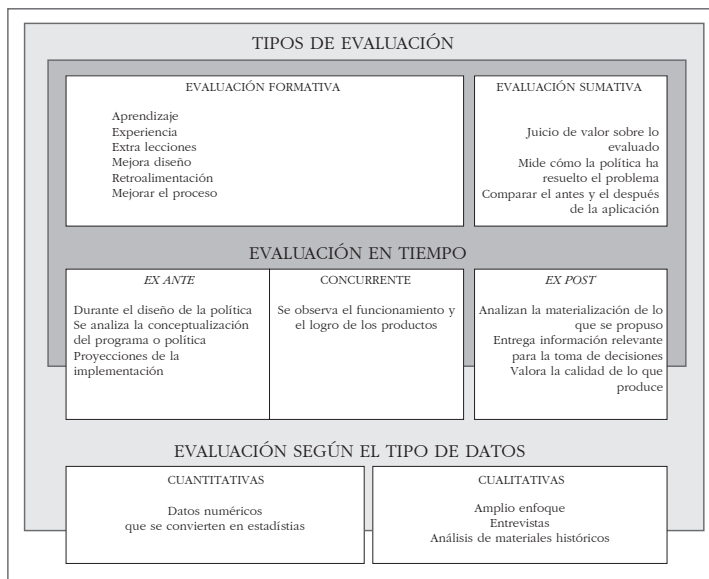 TIPOS DE EVALUACIÓN
EVALUACIÓN FORMATIVA
Aprendizaje
Experiencia
Extra lecciones
Mejora diseño
Retroalimentación
Mejorar el proceso
EVALUACIÓN SUMATIVA
Juicio de valor sobre lo
evaluado
Mide cómo la política ha
resuelto el problema
Comparar el antes y el después
de la aplicación
EVALUACIÓN EN TIEMPO
EX ANTE
Durante el diseño de la política
Se analiza la conceptualización
del programa o política
Proyecciones de la
implementación
CONCURRENTE
Se observa el funcionamiento y
el logro de los productos
EX POST
Analizan la materialización de lo
que se propuso
Entrega información relevante
para la toma de decisiones
Valora la calidad de lo que
produce
EVALUACIÓN SEGÚN EL TIPO DE DATOS
CUANTITATIVAS
Datos numéricos
que se convierten en estadístias
CUALITATIVAS
Amplio enfoque
Entrevistas
Análisis de materiales históricos